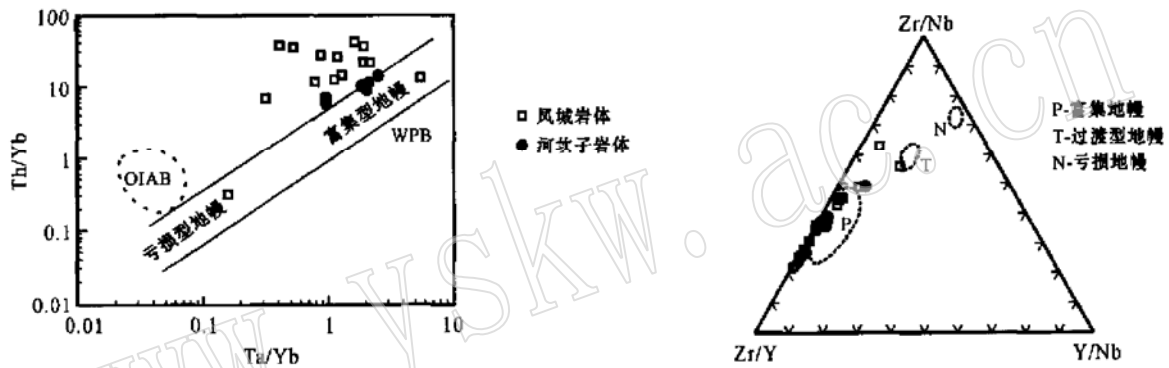 100
10
1
0.1
0.01
Th/Yb
0.01
0.1
1
10
Ta/Yb
OIAB
亏损型地幔
富集型地幔
WPB
凤城岩体
河坎子岩体
Zr/Nb
Zr/Y
Y/Nb
N
T
P
P-富集地幔
T-过渡型地幔
N-亏损地幔
www.yskw.ac.cn